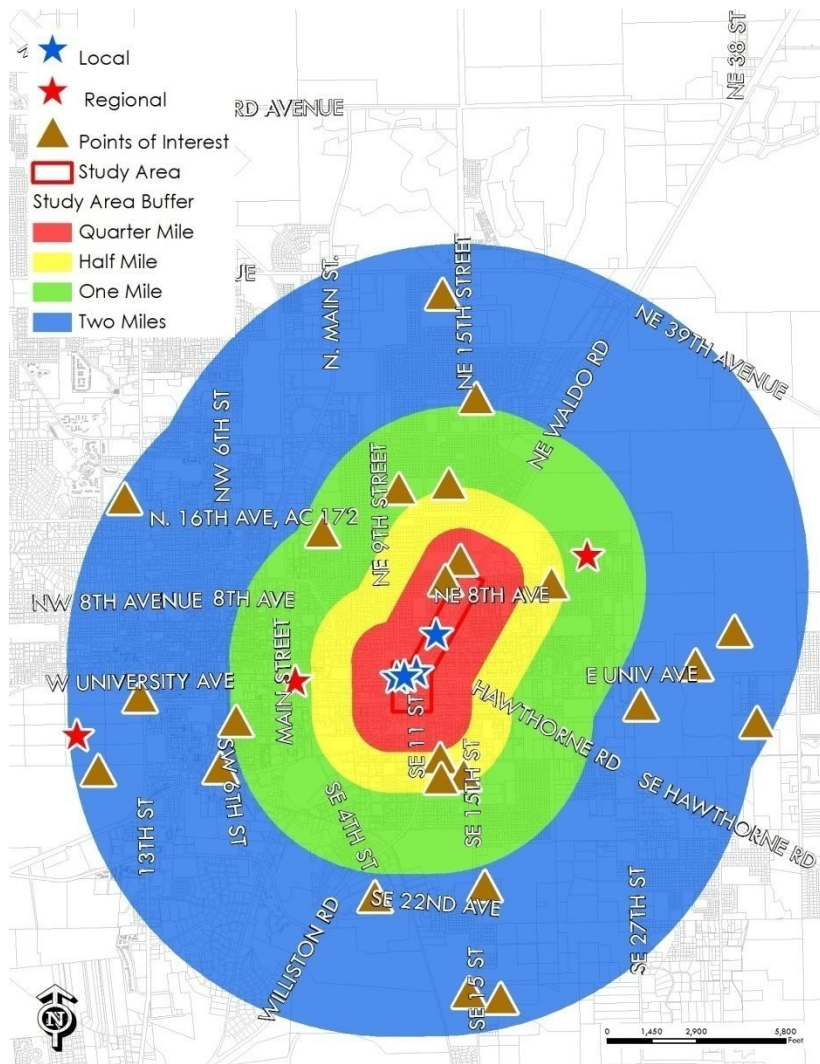 Local
Regional
Points of Interest
Study Area
Study Area Buffer
Quarter Mile
Half Mile
One Mile
Two Miles
RD AVENUE
NE 38 ST
UE
N. MAIN ST.
NE 15TH STREET
NE 39TH AVENUE
NE WALDO RD
NW 6TH ST
N. 16TH AVE, AC 172
NE 9TH STREET
NW 8TH AVENUE
8TH AVE
NE 8TH AVE
W UNIVERSITY AVE
MAIN STREET
E UNIV AVE
SE 11 ST
HAWTHORNE RD
SW 6TH ST
13TH ST
SE 4TH ST
SE 15TH ST
SE HAWTHORNE RD
SE 22ND AVE
WILLISTON RD
SE 15 ST
SE 27TH ST
N
0 1,450 2,900 5,800
Feet